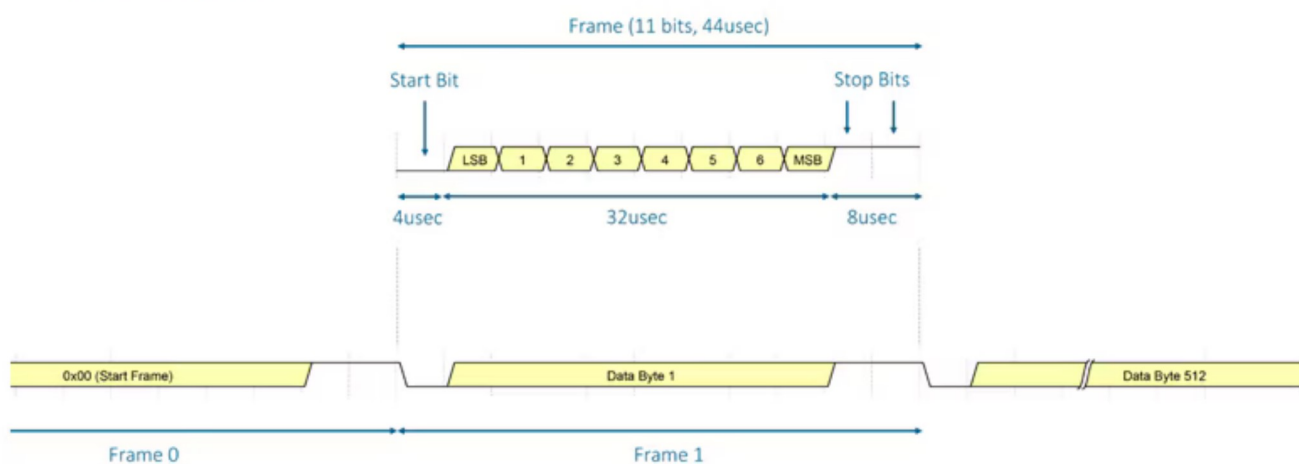 Frame (11 bits, 44usec)
Start Bit
Stop Bits
LSB 1 2 3 4 5 6 MSB
4usec 32usec 8usec
0x00 (Start Frame) Data Byte 1 Data Byte 512
Frame 0 Frame 1